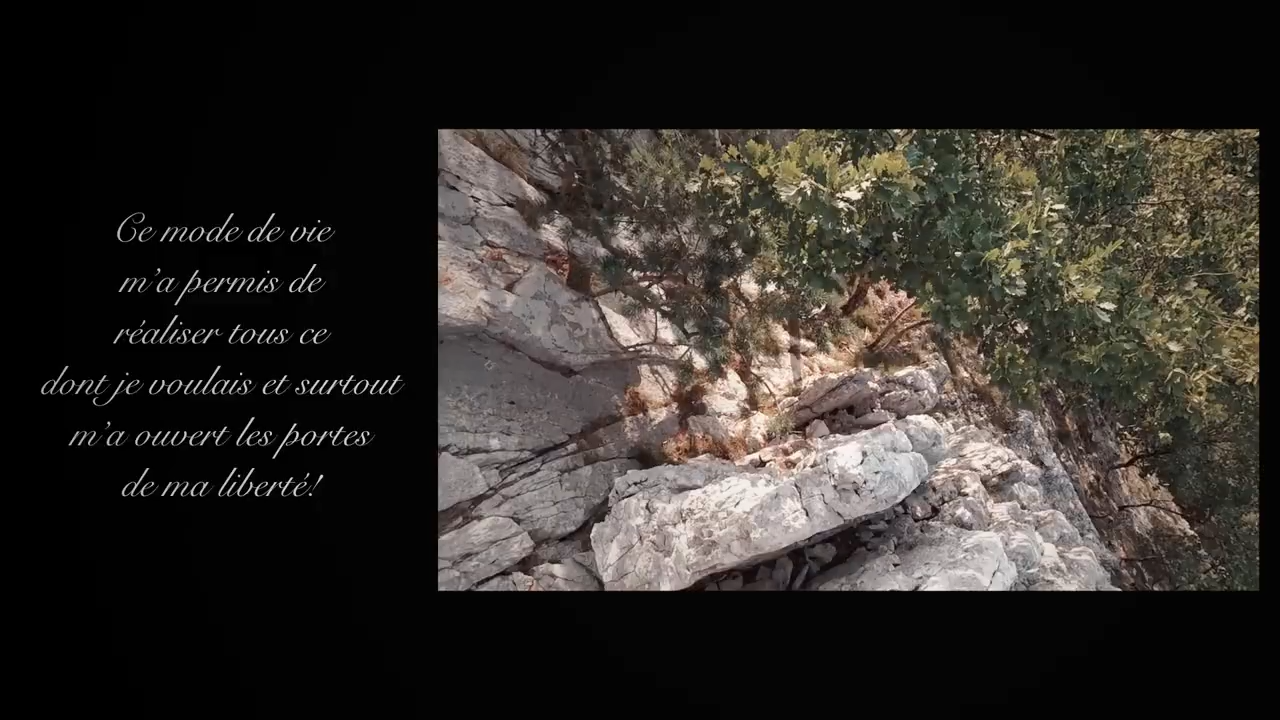 Ce mode de vie
m'a permis de
réaliser tous ce
dont je voulais et surtout
m'a ouvert les portes
de ma liberté!